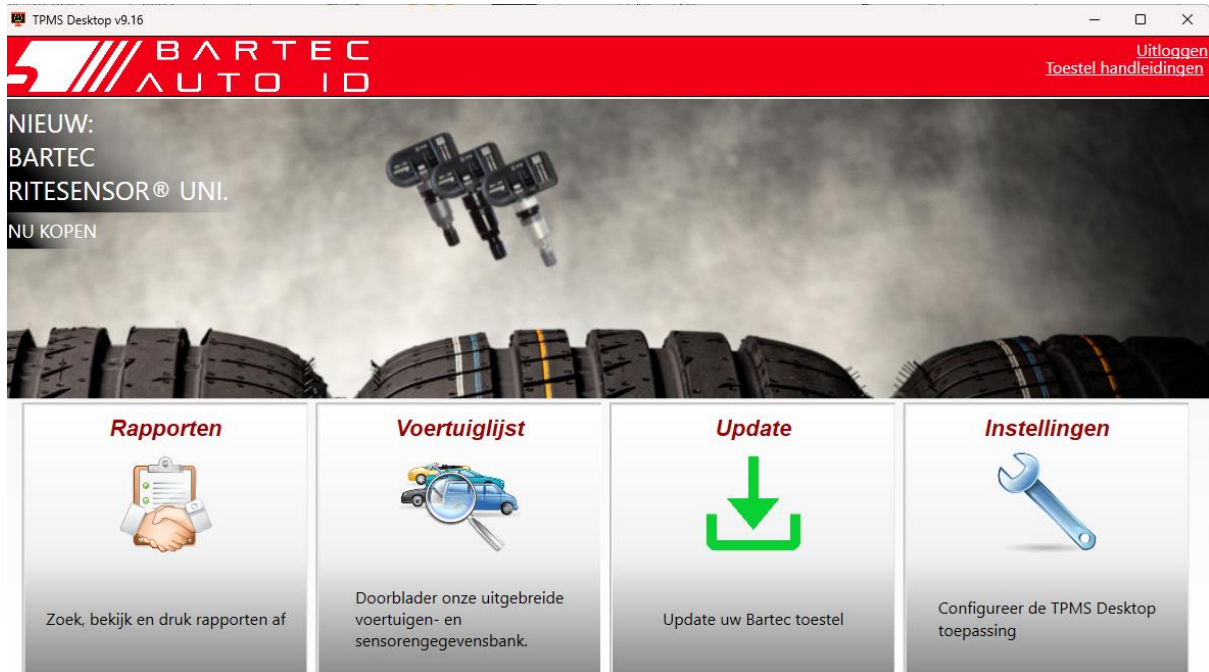 TPMS Desktop v9.16
BARTEC
AUTO ID
Uitloggen
Toestel handleidingen
NIEUW:
BARTEC
RITESENSOR® UNI.
NU KOPEN
Rapporten
Zoek, bekijk en druk rapporten af
Voertuiglijst
Doorblader onze uitgebreide
voertuigen- en
sensorengegevensbank.
Update
Update uw Bartec toestel
Instellingen
Configureer de TPMS Desktop
toepassing